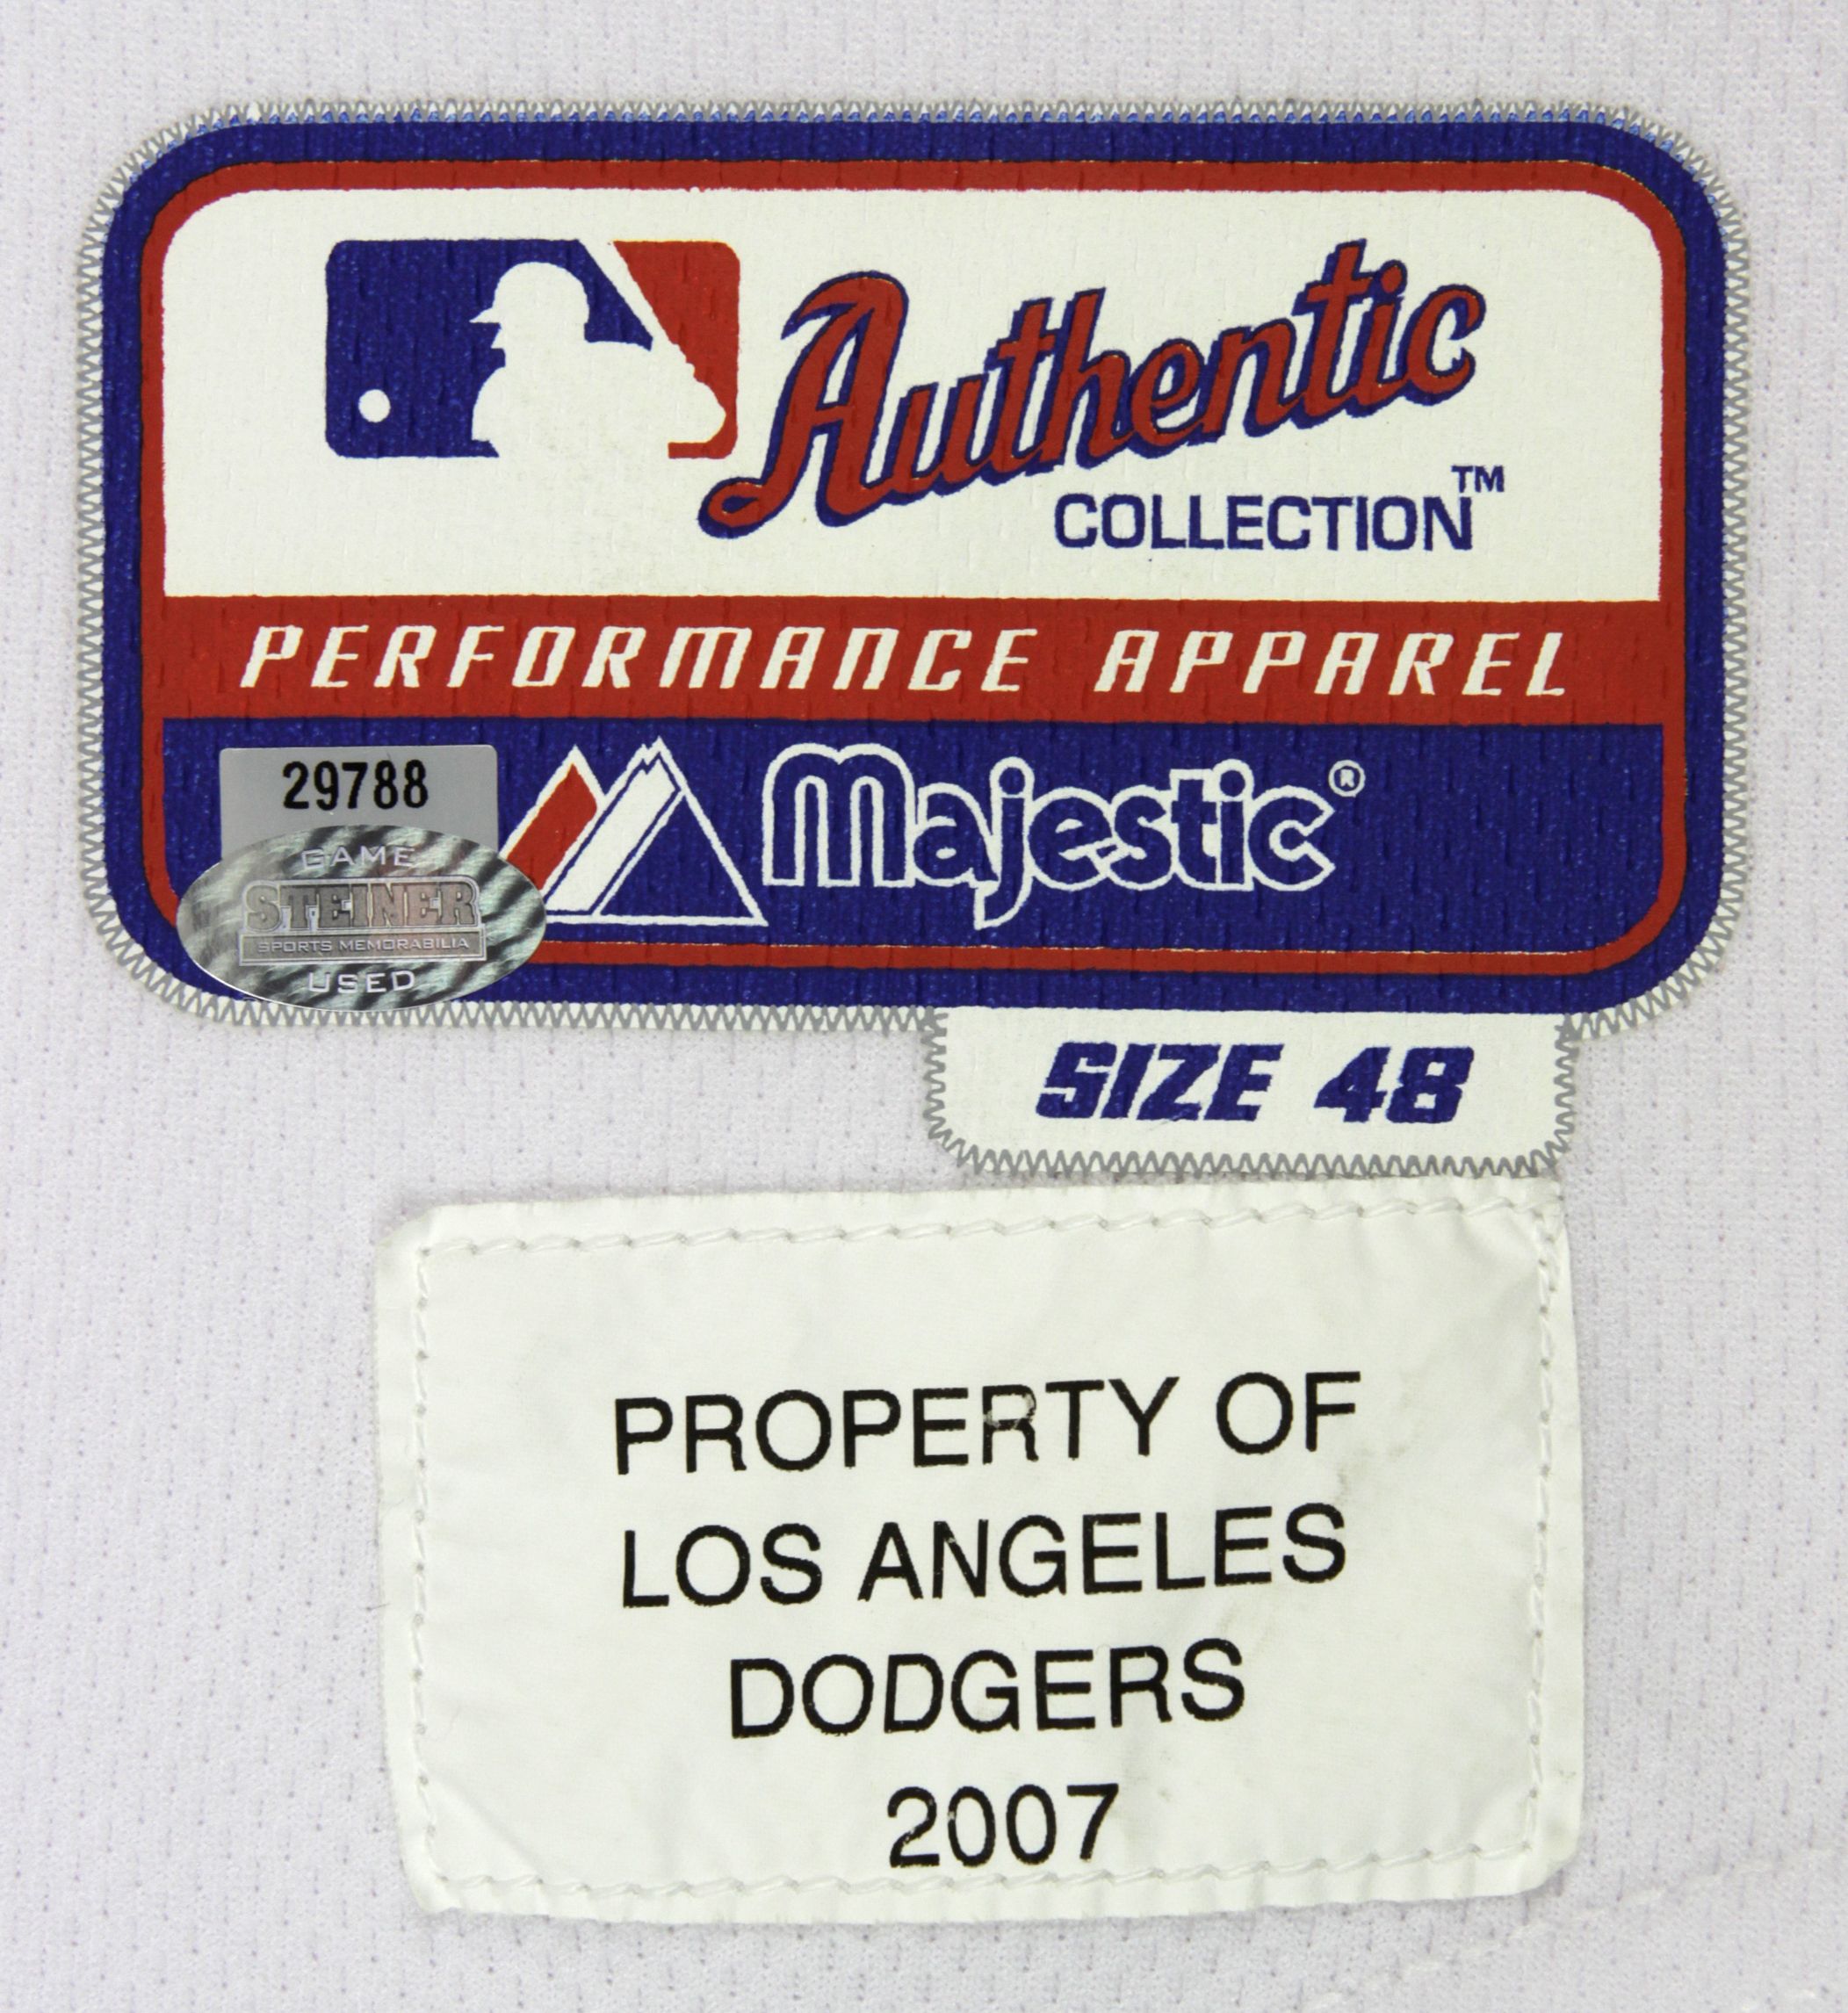 Authentic
COLLECTION™
PERFORMANCE APPAREL
29788
Majestic®
GAME
STEINER
SPORTS MEMORABILIA
USED
SIZE 48
PROPERTY OF
LOS ANGELES
DODGERS
2007